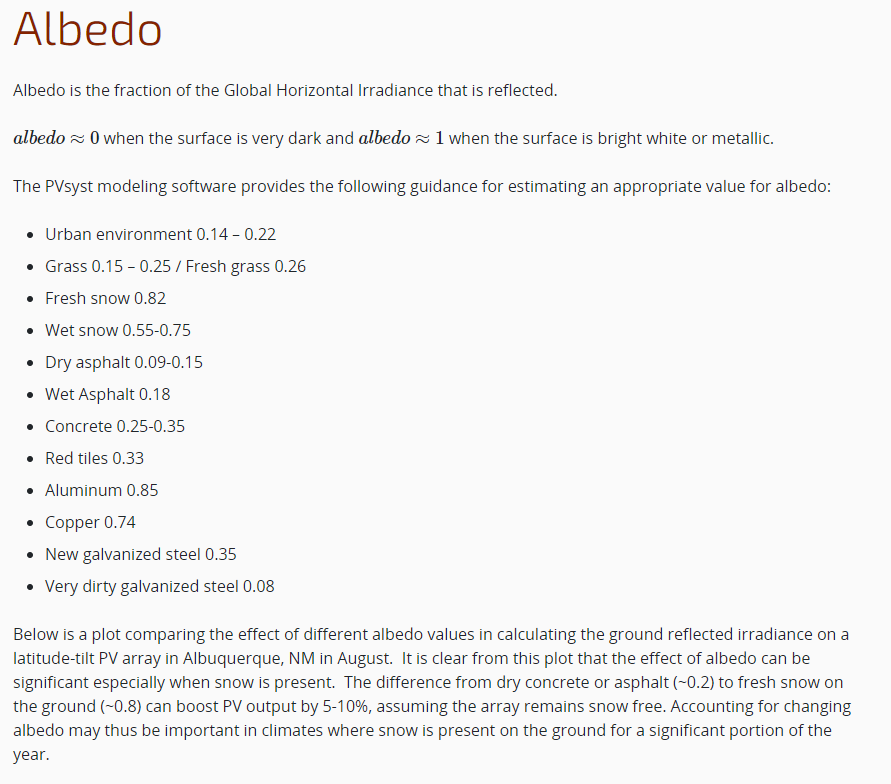 Albedo
Albedo is the fraction of the Global Horizontal Irradiance that is reflected.
albedo ≈ 0 when the surface is very dark and albedo ≈ 1 when the surface is bright white or metallic.
The PVsyst modeling software provides the following guidance for estimating an appropriate value for albedo:
• Urban environment 0.14 – 0.22
• Grass 0.15 – 0.25 / Fresh grass 0.26
• Fresh snow 0.82
• Wet snow 0.55-0.75
• Dry asphalt 0.09-0.15
• Wet Asphalt 0.18
• Concrete 0.25-0.35
• Red tiles 0.33
• Aluminum 0.85
• Copper 0.74
• New galvanized steel 0.35
• Very dirty galvanized steel 0.08
Below is a plot comparing the effect of different albedo values in calculating the ground reflected irradiance on a
latitude-tilt PV array in Albuquerque, NM in August.  It is clear from this plot that the effect of albedo can be
significant especially when snow is present.  The difference from dry concrete or asphalt (~0.2) to fresh snow on
the ground (~0.8) can boost PV output by 5-10%, assuming the array remains snow free. Accounting for changing
albedo may thus be important in climates where snow is present on the ground for a significant portion of the
year.